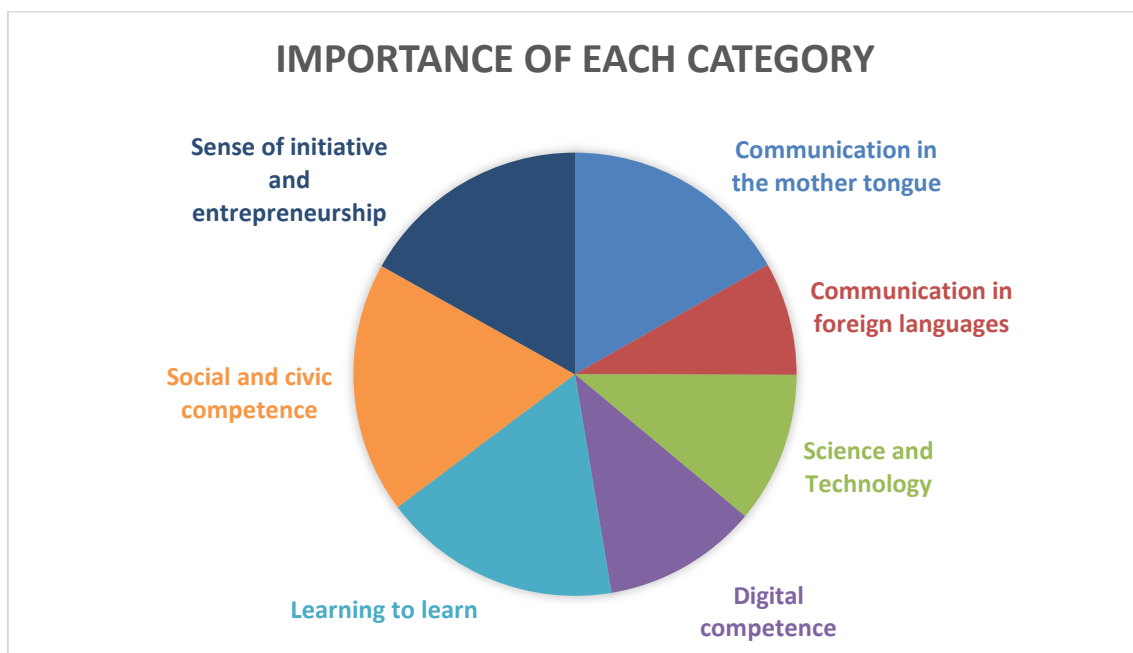 IMPORTANCE OF EACH CATEGORY
Communication in
the mother tongue
Communication in
foreign languages
Science and
Technology
Digital
competence
Learning to learn
Social and civic
competence
Sense of initiative
and
entrepreneurship